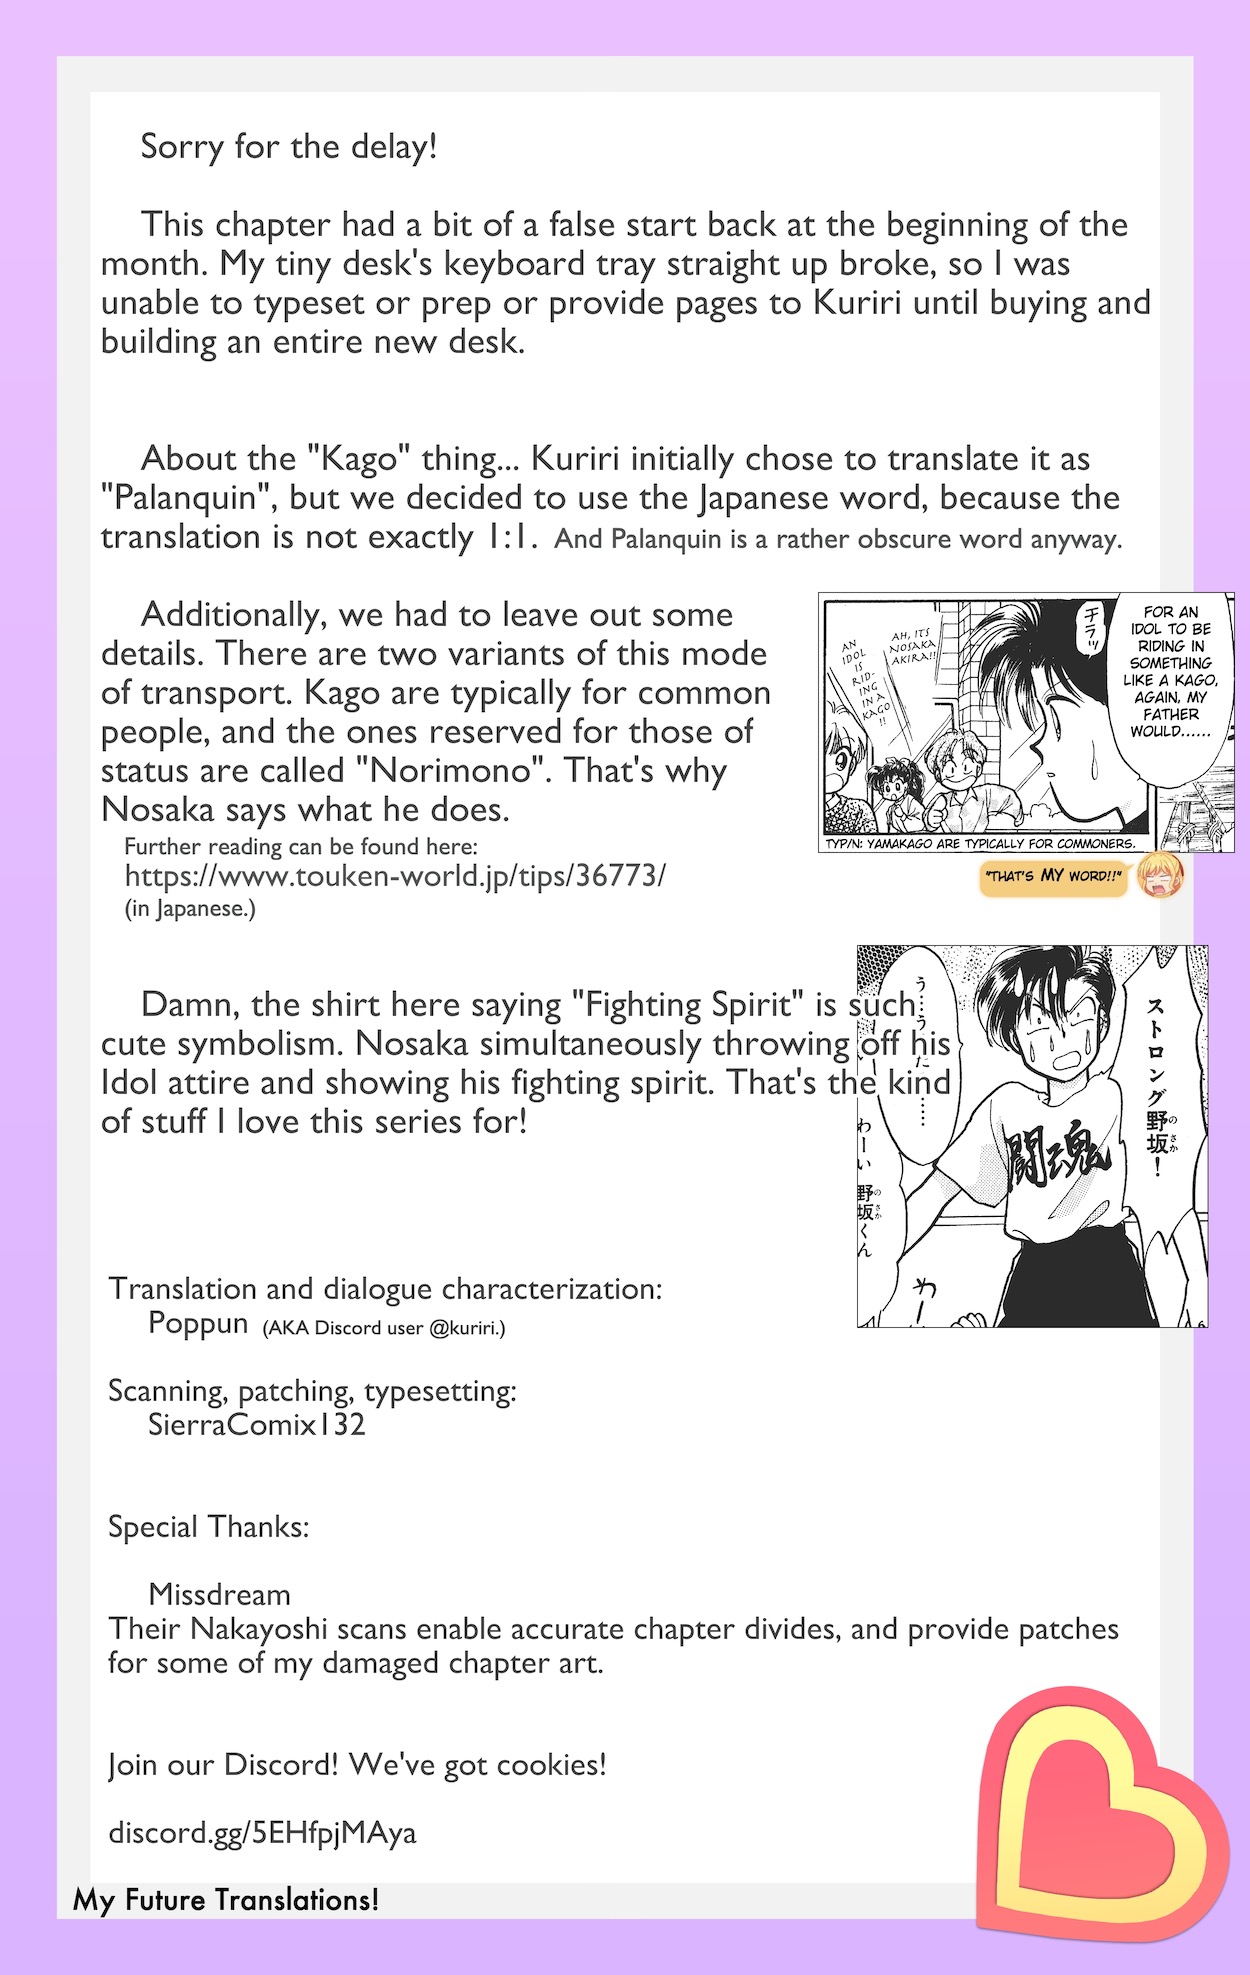 Sorry for the delay!
This chapter had a bit of a false start back at the beginning of the
month. My tiny desk's keyboard tray straight up broke, so I was
unable to typeset or prep or provide pages to Kuriri until buying and
building an entire new desk.
About the "Kago" thing... Kuriri initially chose to translate it as
"Palanquin", but we decided to use the Japanese word, because the
translation is not exactly 1:1. And Palanquin is a rather obscure word anyway.
Additionally, we had to leave out some
details. There are two variants of this mode
of transport. Kago are typically for common
people, and the ones reserved for those of
status are called "Norimono". That's why
Nosaka says what he does.
Further reading can be found here:
https://www.touken-world.jp/tips/36773/
(in Japanese.)
FOR AN
IDOL TO BE
RIDING IN
SOMETHING
LIKE A KAGO,
AGAIN, MY
FATHER
WOULD......
チラッ
AH, IT'S
NOSAKA
AKIRA!!
AN
IDOL
IS
RID-
ING
IN A
KAGO
!!
TYP/N: YAMAKAGO ARE TYPICALLY FOR COMMONERS.
"THAT'S MY WORD!!"
Damn, the shirt here saying "Fighting Spirit" is such
cute symbolism. Nosaka simultaneously throwing off his
Idol attire and showing his fighting spirit. That's the kind
of stuff I love this series for!
ストロング野坂!
のさか
闘魂
わーい 野坂くん
のさか
わー
Translation and dialogue characterization:
Poppun (AKA Discord user @kuriri.)
Scanning, patching, typesetting:
SierraComix132
Special Thanks:
Missdream
Their Nakayoshi scans enable accurate chapter divides, and provide patches
for some of my damaged chapter art.
Join our Discord! We've got cookies!
discord.gg/5EHfpjMAya
My Future Translations!